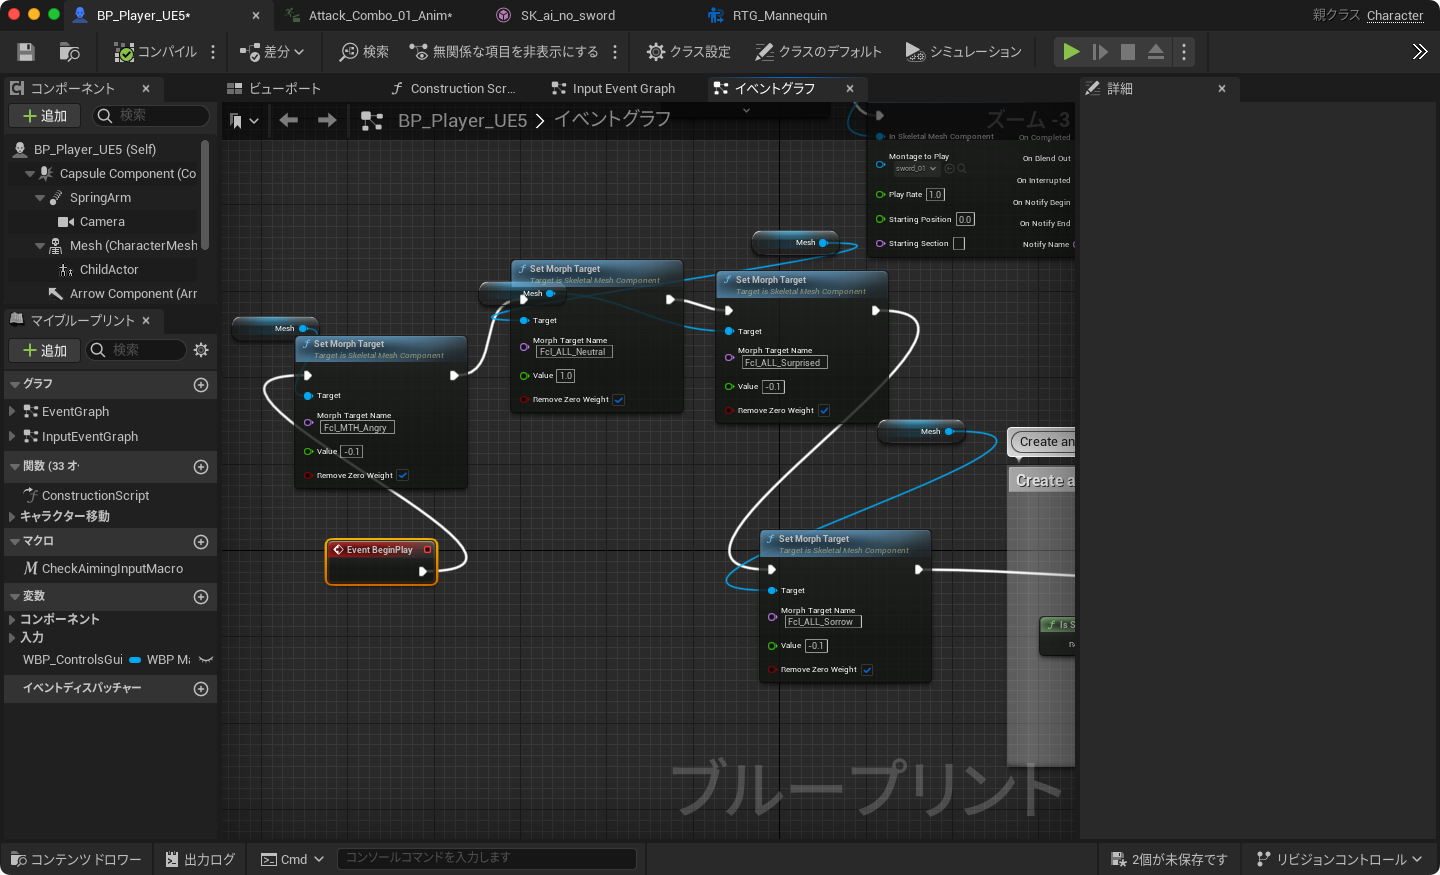 BP_Player_UE5*
Attack_Combo_01_Anim*
SK_ai_no_sword
RTG_Mannequin
親クラス Character
コンパイル
差分
検索
無関係な項目を非表示にする
クラス設定
クラスのデフォルト
シミュレーション
コンポーネント
ビューポート
Construction Scr...
Input Event Graph
イベントグラフ
詳細
追加
検索
BP_Player_UE5 > イベントグラフ
ズーム -3
BP_Player_UE5 (Self)
Capsule Component (Co
SpringArm
Camera
Mesh (CharacterMesh
ChildActor
Arrow Component (Arr
マイブループリント
追加
検索
グラフ
EventGraph
InputEventGraph
関数 (33 オ-
ConstructionScript
キャラクター移動
マクロ
CheckAimingInputMacro
変数
コンポーネント
入力
WBP_ControlsGui
WBP Ma
イベントディスパッチャー
In Skeletal Mesh Component
On Completed
Montage to Play
sword_01
On Blend Out
On Interrupted
Play Rate 1.0
On Notify Begin
Starting Position 0.0
On Notify End
Starting Section
Notify Name
Mesh
Mesh
Set Morph Target
Target is Skeletal Mesh Component
Target
Morph Target Name
Fcl_MTH_Angry
Value -0.1
Remove Zero Weight
Mesh
Set Morph Target
Target is Skeletal Mesh Component
Target
Morph Target Name
Fcl_ALL_Neutral
Value 1.0
Remove Zero Weight
Set Morph Target
Target is Skeletal Mesh Component
Target
Morph Target Name
Fcl_ALL_Surprised
Value -0.1
Remove Zero Weight
Mesh
Create an
Create a
Event BeginPlay
Set Morph Target
Target is Skeletal Mesh Component
Target
Morph Target Name
Fcl_ALL_Sorrow
Value -0.1
Remove Zero Weight
Is S
ブループリント
コンテンツ ドロワー
出力ログ
Cmd
コンソールコマンドを入力します
2個が未保存です
リビジョンコントロール